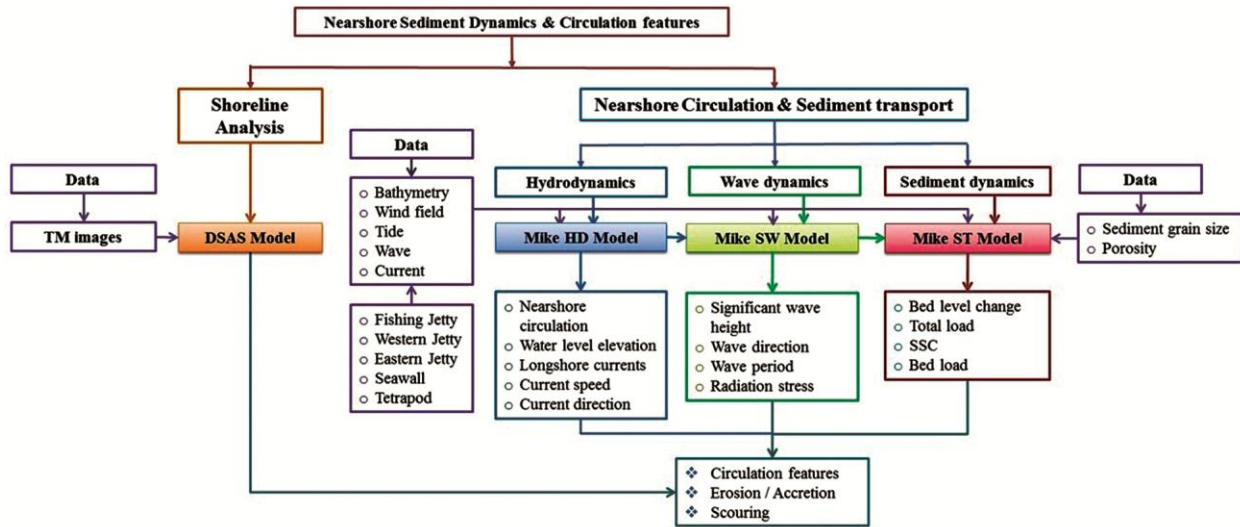 Nearshore Sediment Dynamics & Circulation features
Shoreline
Analysis
Nearshore Circulation & Sediment transport
Data
TM images
DSAS Model
Data
Bathymetry
Wind field
Tide
Wave
Current
Fishing Jetty
Western Jetty
Eastern Jetty
Seawall
Tetrapod
Hydrodynamics
Mike HD Model
Nearshore
circulation
Water level elevation
Longshore currents
Current speed
Current direction
Wave dynamics
Mike SW Model
Significant wave
height
Wave direction
Wave period
Radiation stress
Sediment dynamics
Mike ST Model
Bed level change
Total load
SSC
Bed load
Data
Sediment grain size
Porosity
Circulation features
Erosion / Accretion
Scouring